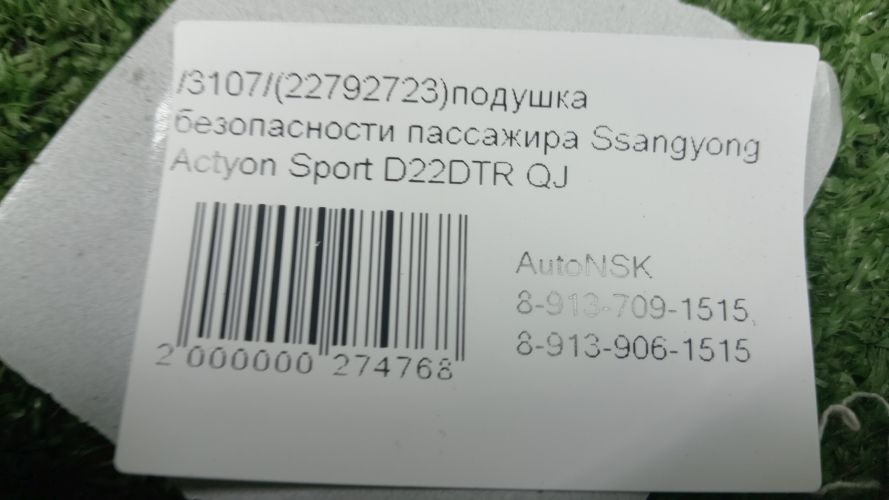 /3107/(22792723)подушка
безопасности пассажира Ssangyong
Actyon Sport D22DTR QJ
AutoNSK
8-913-709-1515,
8-913-906-1515
2 000000 274768